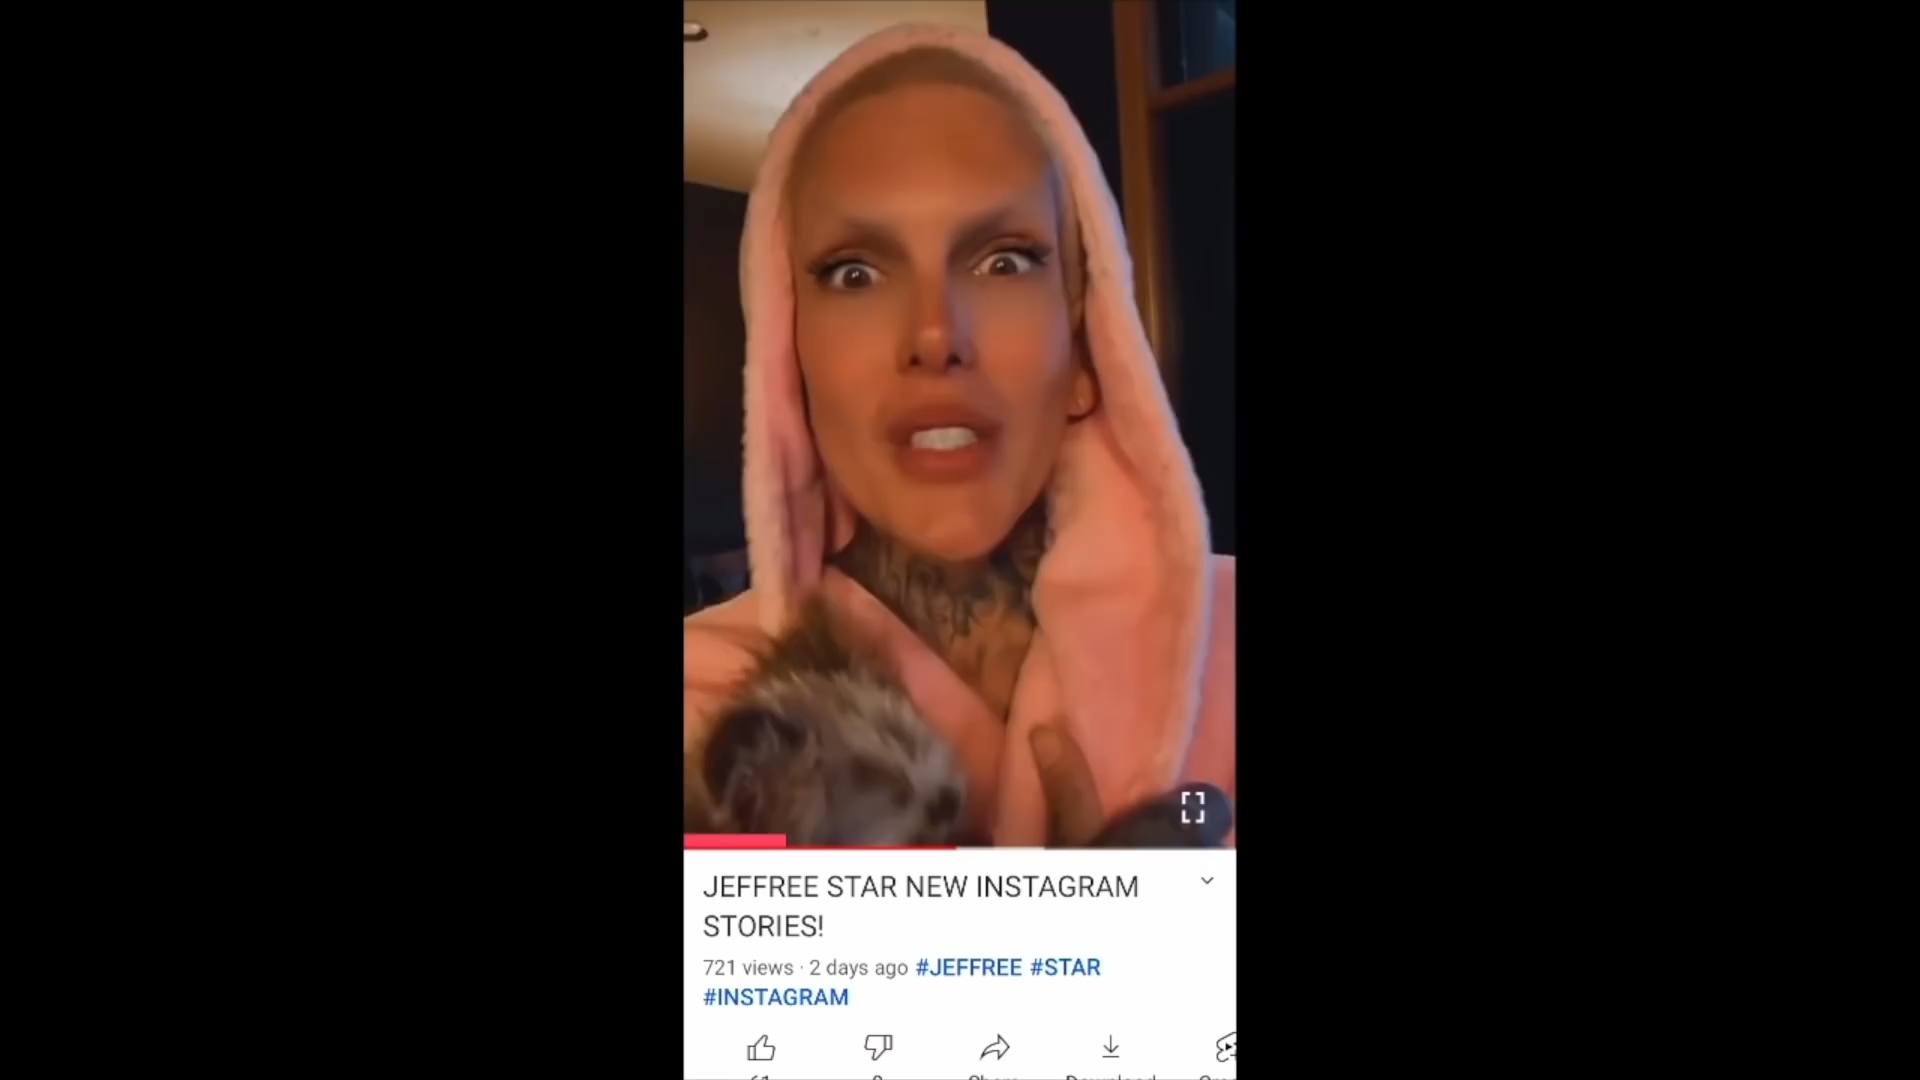 JEFFREE STAR NEW INSTAGRAM
STORIES!
721 views · 2 days ago #JEFFREE #STAR
#INSTAGRAM